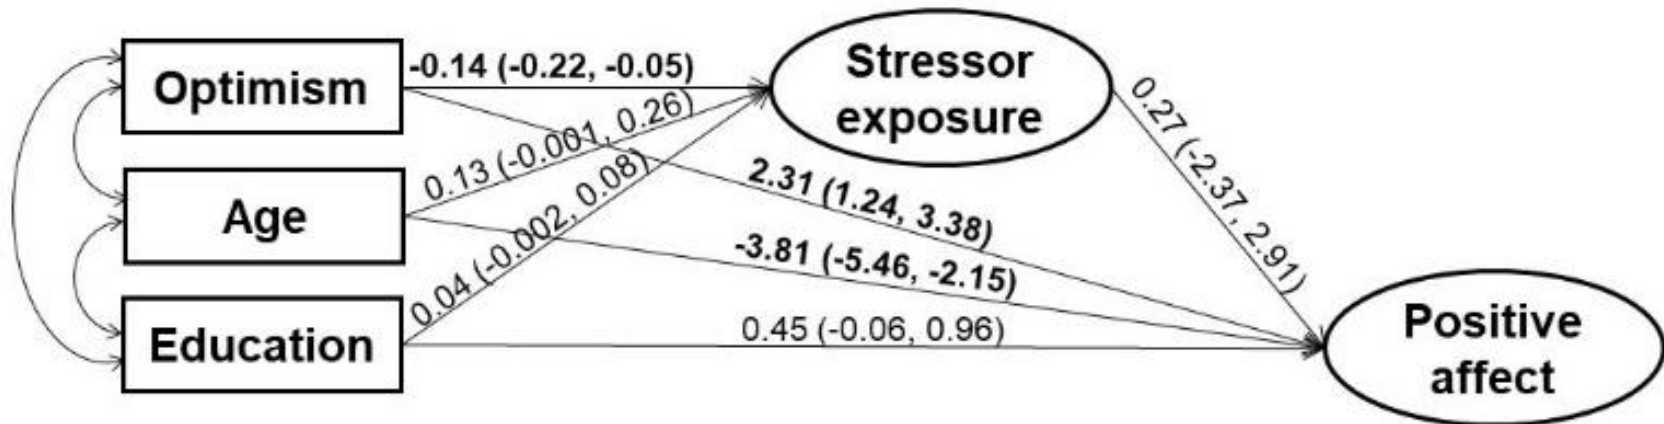 Optimism
Age
Education
Stressor
exposure
Positive
affect
-0.14 (-0.22, -0.05)
0.13 (-0.001, 0.26)
0.04 (-0.002, 0.08)
2.31 (1.24, 3.38)
-3.81 (-5.46, -2.15)
0.45 (-0.06, 0.96)
0.27 (-2.37, 2.91)